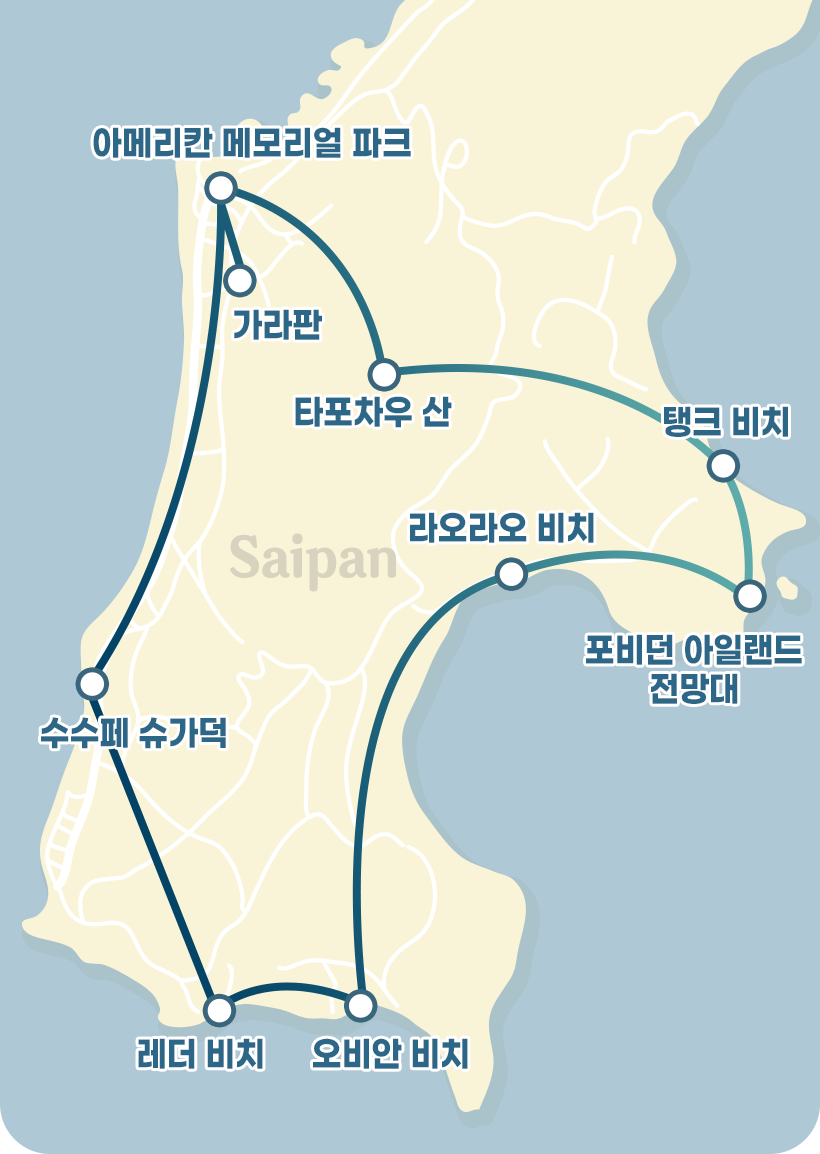 아메리칸 메모리얼 파크
가라판
타포차우 산
탱크 비치
라오라오 비치
Saipan
포비던 아일랜드
전망대
수수페 슈가덕
레더 비치
오비안 비치